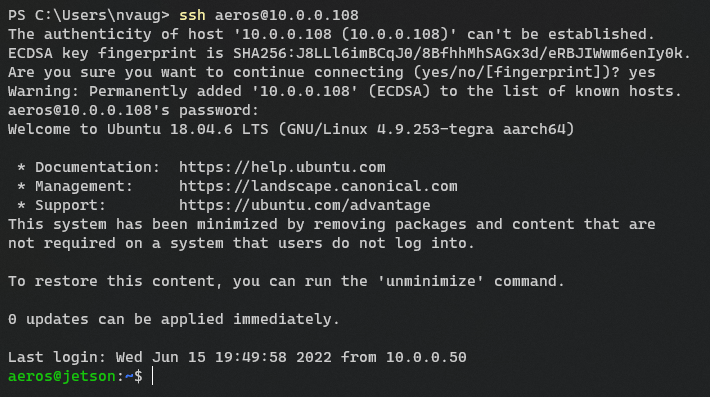 PS C:\Users\nvaug> ssh aeros@10.0.0.108
The authenticity of host '10.0.0.108 (10.0.0.108)' can't be established.
ECDSA key fingerprint is SHA256:J8LLl6imBCqJ0/8BfhhMhSAGx3d/eRBJIWwm6enIy0k.
Are you sure you want to continue connecting (yes/no/[fingerprint])? yes
Warning: Permanently added '10.0.0.108' (ECDSA) to the list of known hosts.
aeros@10.0.0.108's password:
Welcome to Ubuntu 18.04.6 LTS (GNU/Linux 4.9.253-tegra aarch64)

 * Documentation:  https://help.ubuntu.com
 * Management:     https://landscape.canonical.com
 * Support:        https://ubuntu.com/advantage
This system has been minimized by removing packages and content that are
not required on a system that users do not log into.

To restore this content, you can run the 'unminimize' command.

0 updates can be applied immediately.

Last login: Wed Jun 15 19:49:58 2022 from 10.0.0.50
aeros@jetson:~$